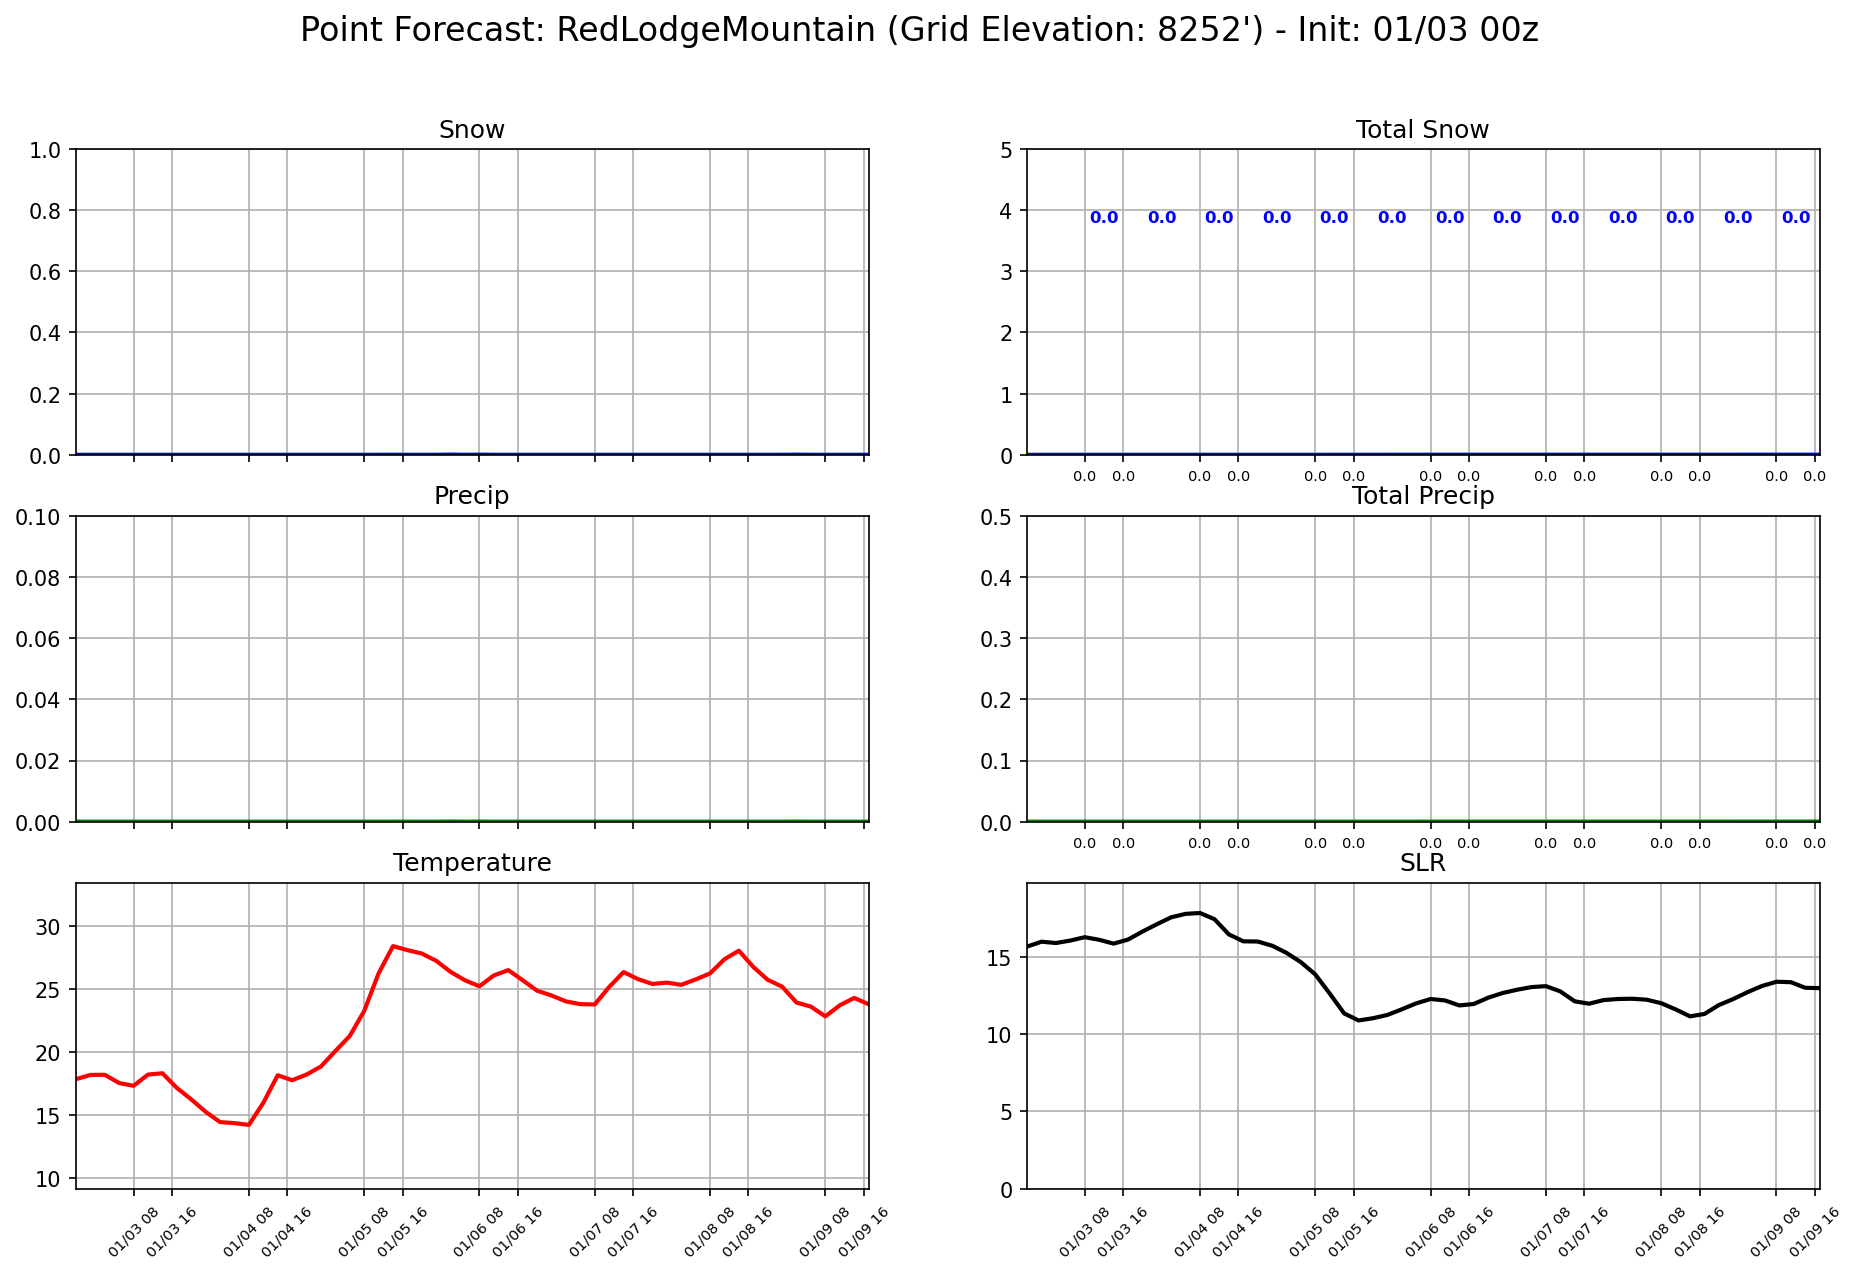 Point Forecast: RedLodgeMountain (Grid Elevation: 8252') - Init: 01/03 00z
Snow
1.0
0.8
0.6
0.4
0.2
0.0
Total Snow
5
4
3
2
1
0
0.0 0.0 0.0 0.0 0.0 0.0 0.0 0.0 0.0 0.0 0.0 0.0 0.0
0.0 0.0 0.0 0.0 0.0 0.0 0.0 0.0 0.0 0.0 0.0 0.0 0.0 0.0
Precip
0.10
0.08
0.06
0.04
0.02
0.00
Total Precip
0.5
0.4
0.3
0.2
0.1
0.0
0.0 0.0 0.0 0.0 0.0 0.0 0.0 0.0 0.0 0.0 0.0 0.0 0.0 0.0
Temperature
30
25
20
15
10
01/03 08 01/03 16 01/04 08 01/04 16 01/05 08 01/05 16 01/06 08 01/06 16 01/07 08 01/07 16 01/08 08 01/08 16 01/09 08 01/09 16
SLR
15
10
5
0
01/03 08 01/03 16 01/04 08 01/04 16 01/05 08 01/05 16 01/06 08 01/06 16 01/07 08 01/07 16 01/08 08 01/08 16 01/09 08 01/09 16